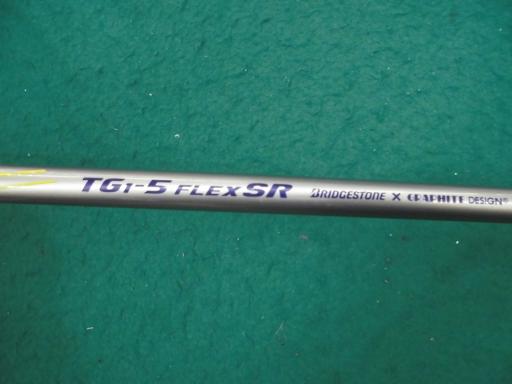 TG1-5 FLEX SR BRIDGESTONE X GRAPHITE DESIGN®